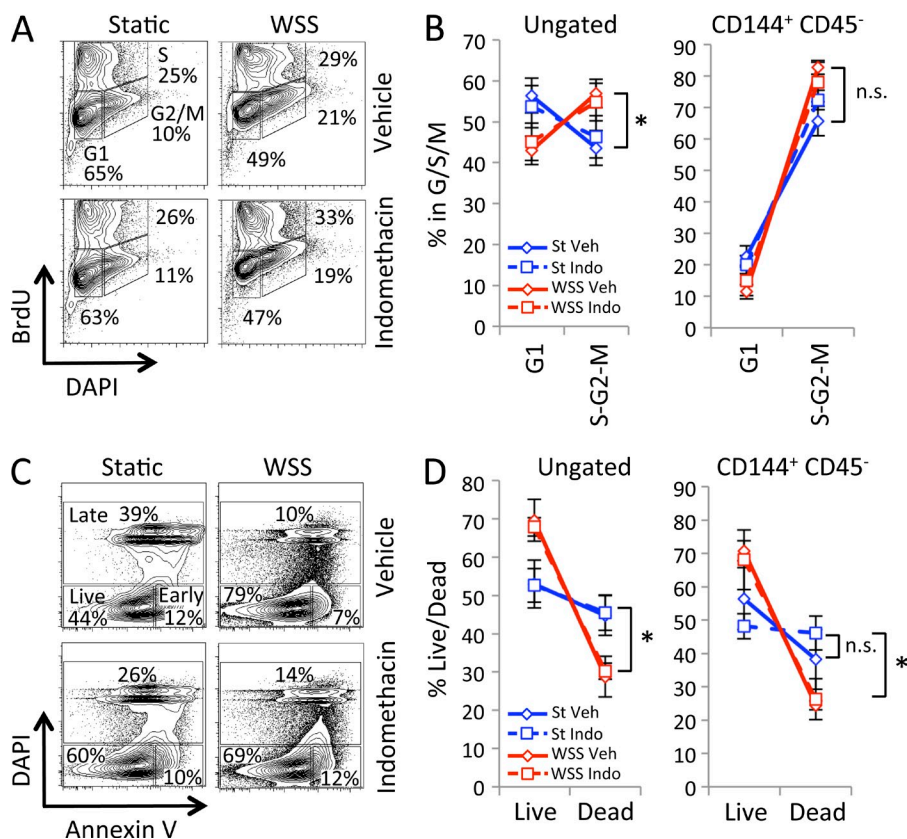 A
Static
WSS
S
25%
G2/M
10%
G1
65%
29%
21%
49%
Vehicle
26%
11%
63%
33%
19%
47%
Indomethacin
BrdU
DAPI
B
Ungated
CD144+ CD45-
% in G/S/M
70
60
50
40
30
20
10
0
*
St Veh
St Indo
WSS Veh
WSS Indo
G1
S-G2-M
90
80
70
60
50
40
30
20
10
0
n.s.
G1
S-G2-M
C
Static
WSS
Late
39%
Live
44%
Early
12%
10%
79%
7%
Vehicle
26%
60%
10%
14%
69%
12%
Indomethacin
DAPI
Annexin V
D
Ungated
CD144+ CD45-
% Live/Dead
80
70
60
50
40
30
20
10
0
*
St Veh
St Indo
WSS Veh
WSS Indo
Live
Dead
90
80
70
60
50
40
30
20
10
0
n.s.
*
Live
Dead